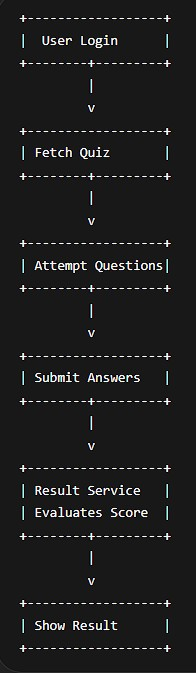 User Login
v
Fetch Quiz
v
Attempt Questions
v
Submit Answers
v
Result Service
Evaluates Score
v
Show Result